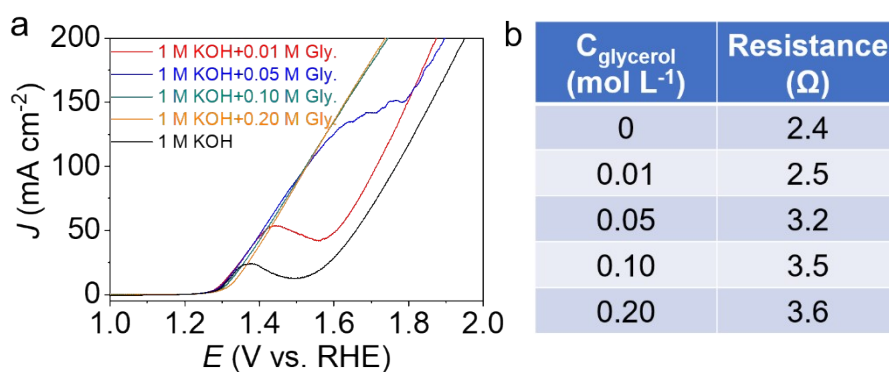 a
200
150
100
50
0
J (mA cm⁻²)
1 M KOH+0.01 M Gly.
1 M KOH+0.05 M Gly.
1 M KOH+0.10 M Gly.
1 M KOH+0.20 M Gly.
1 M KOH
1.0 1.2 1.4 1.6 1.8 2.0
E (V vs. RHE)
b
C_glycerol Resistance
(mol L⁻¹) (Ω)
0 2.4
0.01 2.5
0.05 3.2
0.10 3.5
0.20 3.6